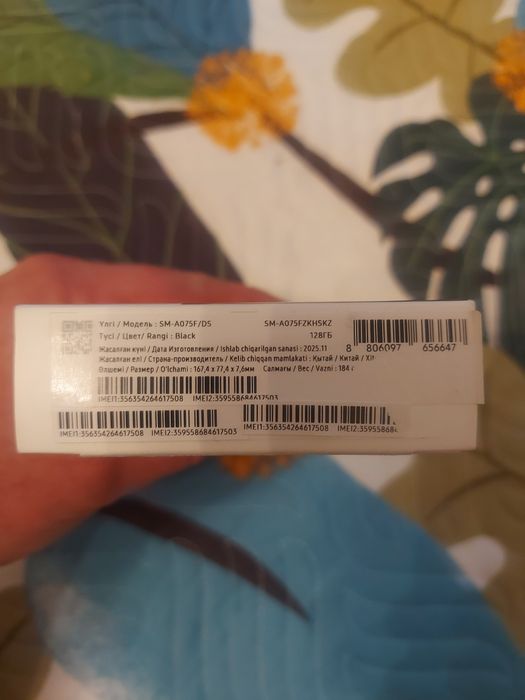 Үлгі / Модель : SM-A075F/DS SM-A075FZKHSKZ
Түсі / Цвет/ Rangi : Black 128ГБ
8 806097 656647
Жасалған күні / Дата Изготовления / Ishlab chiqarilgan sanasi : 2025.11
Жасалған елі / Страна-производитель / Kelib chiqqan mamlakati : Қытай / Китай /
Өлшемі / Размер / O'lchami : 167,4 x 77,4 x 7,6мм Салмағы / Вес / Vazni : 184
IMEI1:356354264617508 IMEI2:359558684617503
IMEI1:356354264617508 IMEI2:359558684617503
IMEI1:356354264617508 IMEI2:35955868